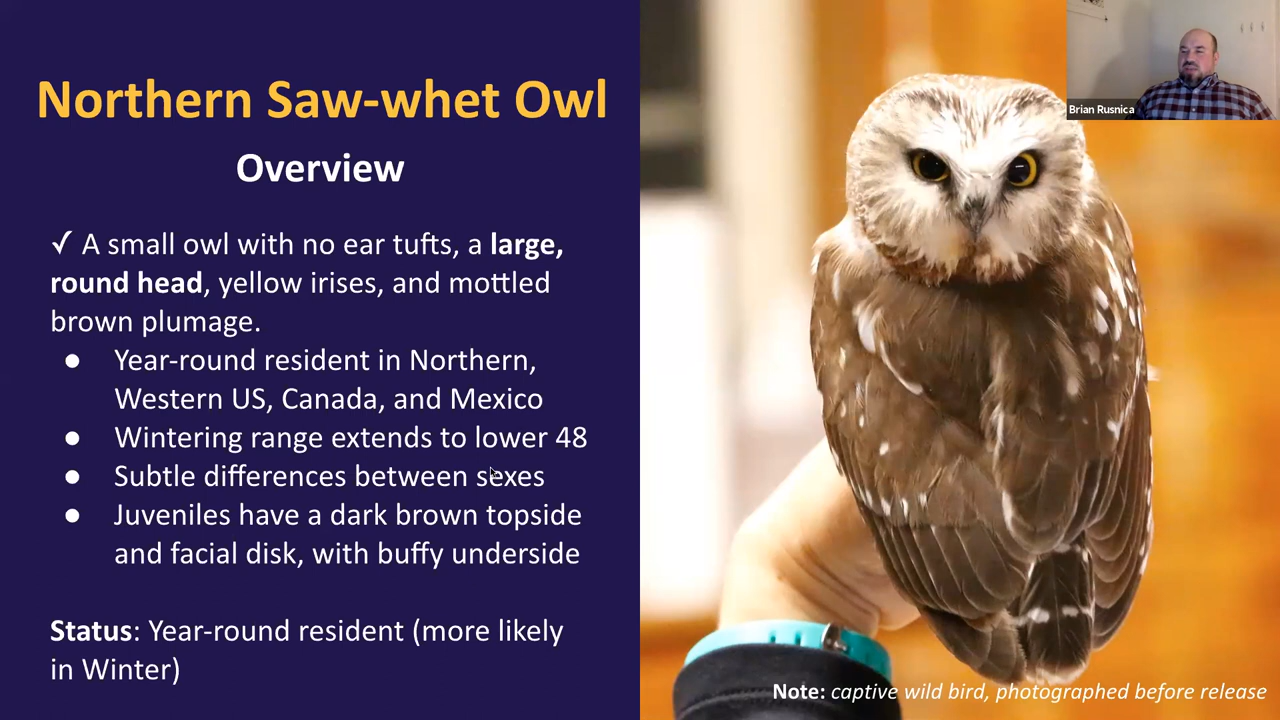 Northern Saw-whet Owl
Overview
✓ A small owl with no ear tufts, a large,
round head, yellow irises, and mottled
brown plumage.
● Year-round resident in Northern,
Western US, Canada, and Mexico
● Wintering range extends to lower 48
● Subtle differences between sexes
● Juveniles have a dark brown topside
and facial disk, with buffy underside
Status: Year-round resident (more likely
in Winter)
Brian Rusnica
Note: captive wild bird, photographed before release